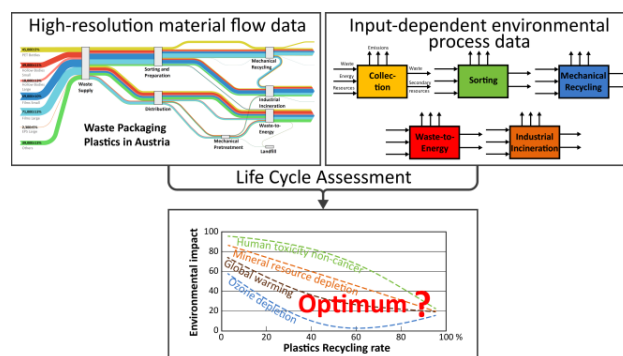 High-resolution material flow data
Input-dependent environmental
process data
PET Bottles
Waste
Supply
Sorting and
Preparation
Mechanical
Recycling
Distribution
Industrial
Incineration
Waste-to-
Energy
Mechanical
Pretreatment
Landfill
Waste Packaging
Plastics in Austria
Emissions
Waste
Energy
Resources
Collec-
tion
Waste
Secondary
resources
Sorting
Mechanical
Recycling
Waste-to-
Energy
Industrial
Incineration
Life Cycle Assessment
Environmental impact
100
80
60
40
20
0
Human toxicity non-cancer
Mineral resource depletion
Global warming
Ozone depletion
Optimum ?
0
20
40
60
80
100 %
Plastics Recycling rate